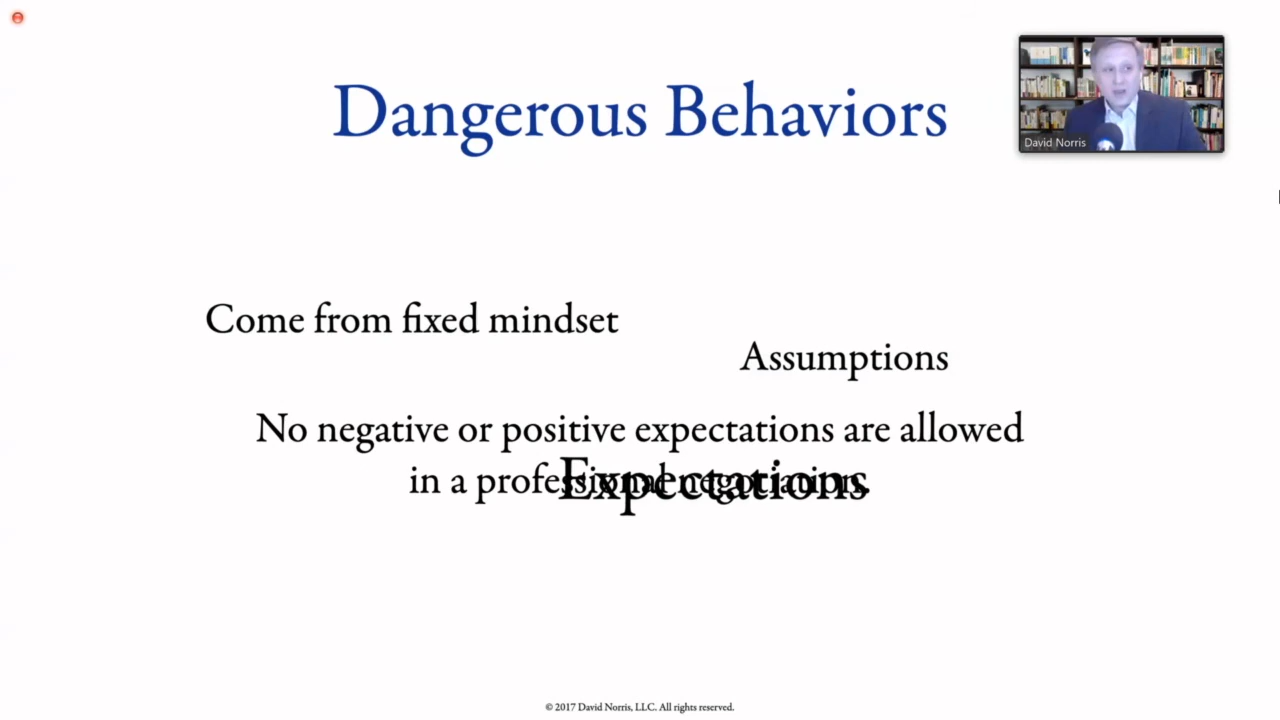 Dangerous Behaviors
David Norris
Come from fixed mindset
Assumptions
No negative or positive expectations are allowed
in a professional negotiation.
Expectations
© 2017 David Norris, LLC. All rights reserved.